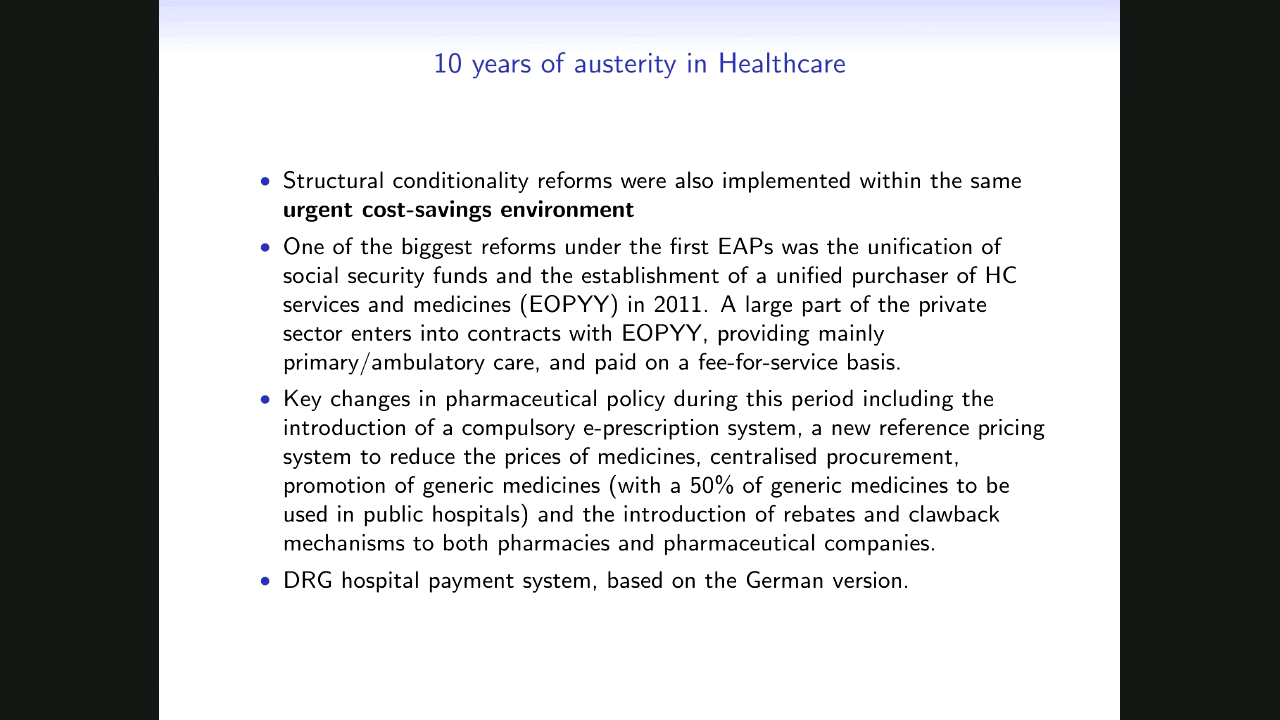 10 years of austerity in Healthcare
• Structural conditionality reforms were also implemented within the same
urgent cost-savings environment
• One of the biggest reforms under the first EAPs was the unification of
social security funds and the establishment of a unified purchaser of HC
services and medicines (EOPYY) in 2011. A large part of the private
sector enters into contracts with EOPYY, providing mainly
primary/ambulatory care, and paid on a fee-for-service basis.
• Key changes in pharmaceutical policy during this period including the
introduction of a compulsory e-prescription system, a new reference pricing
system to reduce the prices of medicines, centralised procurement,
promotion of generic medicines (with a 50% of generic medicines to be
used in public hospitals) and the introduction of rebates and clawback
mechanisms to both pharmacies and pharmaceutical companies.
• DRG hospital payment system, based on the German version.